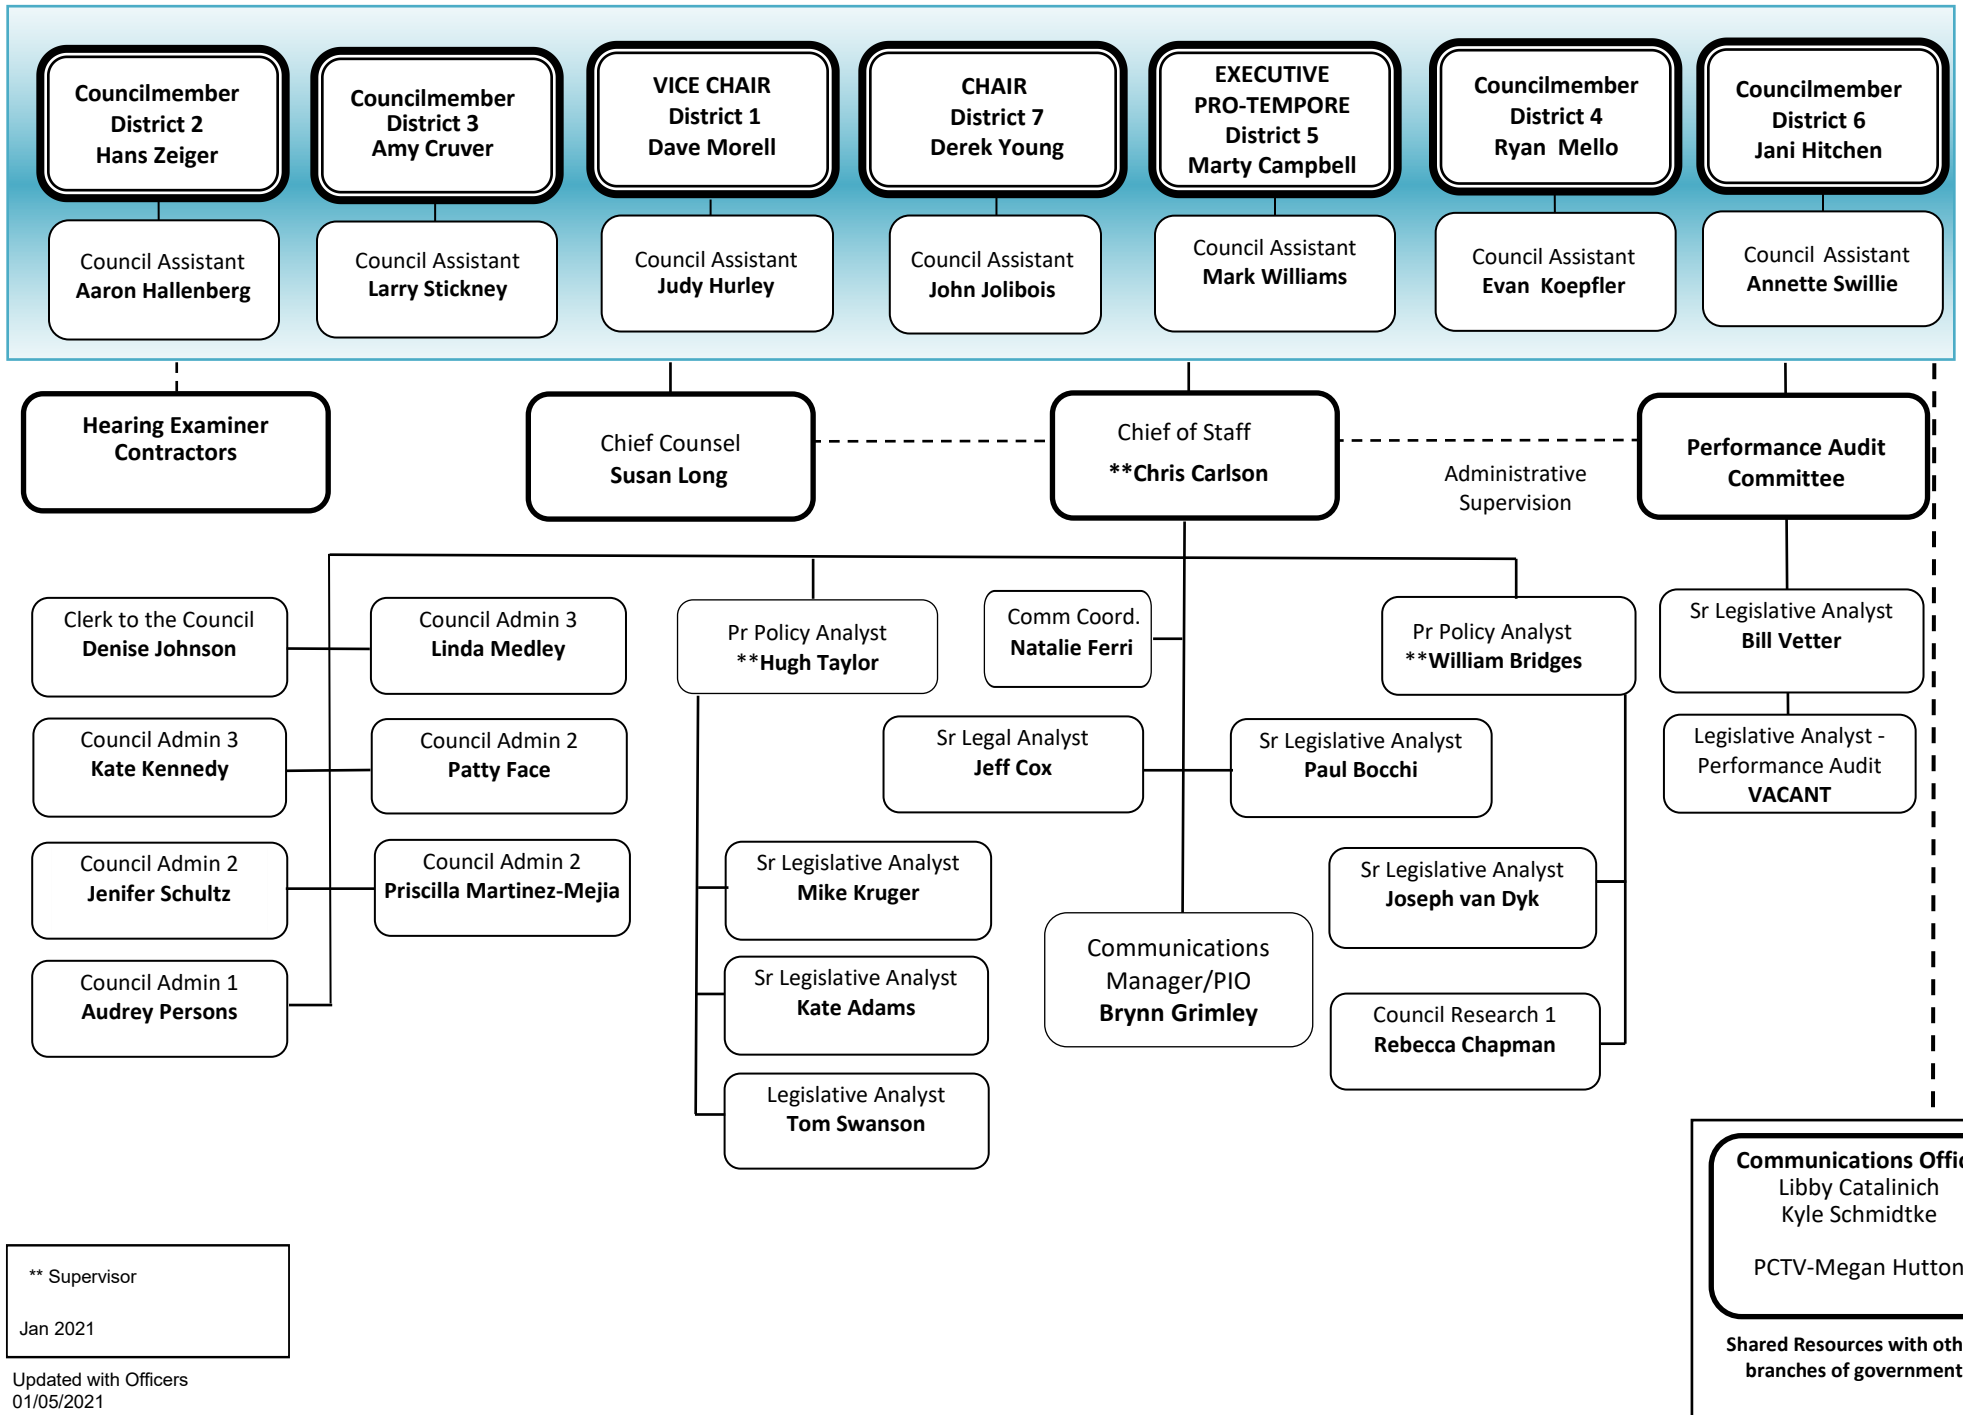 Councilmember
District 2
Hans Zeiger
Councilmember
District 3
Amy Cruver
VICE CHAIR
District 1
Dave Morell
CHAIR
District 7
Derek Young
EXECUTIVE
PRO-TEMPORE
District 5
Marty Campbell
Councilmember
District 4
Ryan Mello
Councilmember
District 6
Jani Hitchen
Council Assistant
Aaron Hallenberg
Council Assistant
Larry Stickney
Council Assistant
Judy Hurley
Council Assistant
John Jolibois
Council Assistant
Mark Williams
Council Assistant
Evan Koepfler
Council Assistant
Annette Swillie
Hearing Examiner
Contractors
Chief Counsel
Susan Long
Chief of Staff
**Chris Carlson
Administrative
Supervision
Performance Audit
Committee
Clerk to the Council
Denise Johnson
Council Admin 3
Linda Medley
Pr Policy Analyst
**Hugh Taylor
Comm Coord.
Natalie Ferri
Pr Policy Analyst
**William Bridges
Sr Legislative Analyst
Bill Vetter
Council Admin 3
Kate Kennedy
Council Admin 2
Patty Face
Sr Legal Analyst
Jeff Cox
Sr Legislative Analyst
Paul Bocchi
Legislative Analyst -
Performance Audit
VACANT
Council Admin 2
Jenifer Schultz
Council Admin 2
Priscilla Martinez-Mejia
Sr Legislative Analyst
Mike Kruger
Sr Legislative Analyst
Joseph van Dyk
Communications
Manager/PIO
Brynn Grimley
Council Admin 1
Audrey Persons
Sr Legislative Analyst
Kate Adams
Council Research 1
Rebecca Chapman
Legislative Analyst
Tom Swanson
Communications Offic
Libby Catalinich
Kyle Schmidtke
PCTV-Megan Hutton
Shared Resources with oth
branches of government
** Supervisor
Jan 2021
Updated with Officers
01/05/2021